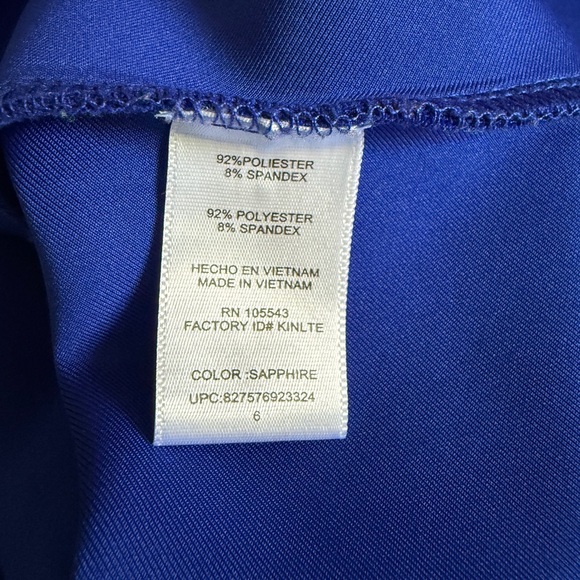 92%POLIESTER
8% SPANDEX
92% POLYESTER
8% SPANDEX
HECHO EN VIETNAM
MADE IN VIETNAM
RN 105543
FACTORY ID# KINLTE
COLOR :SAPPHIRE
UPC:827576923324
6